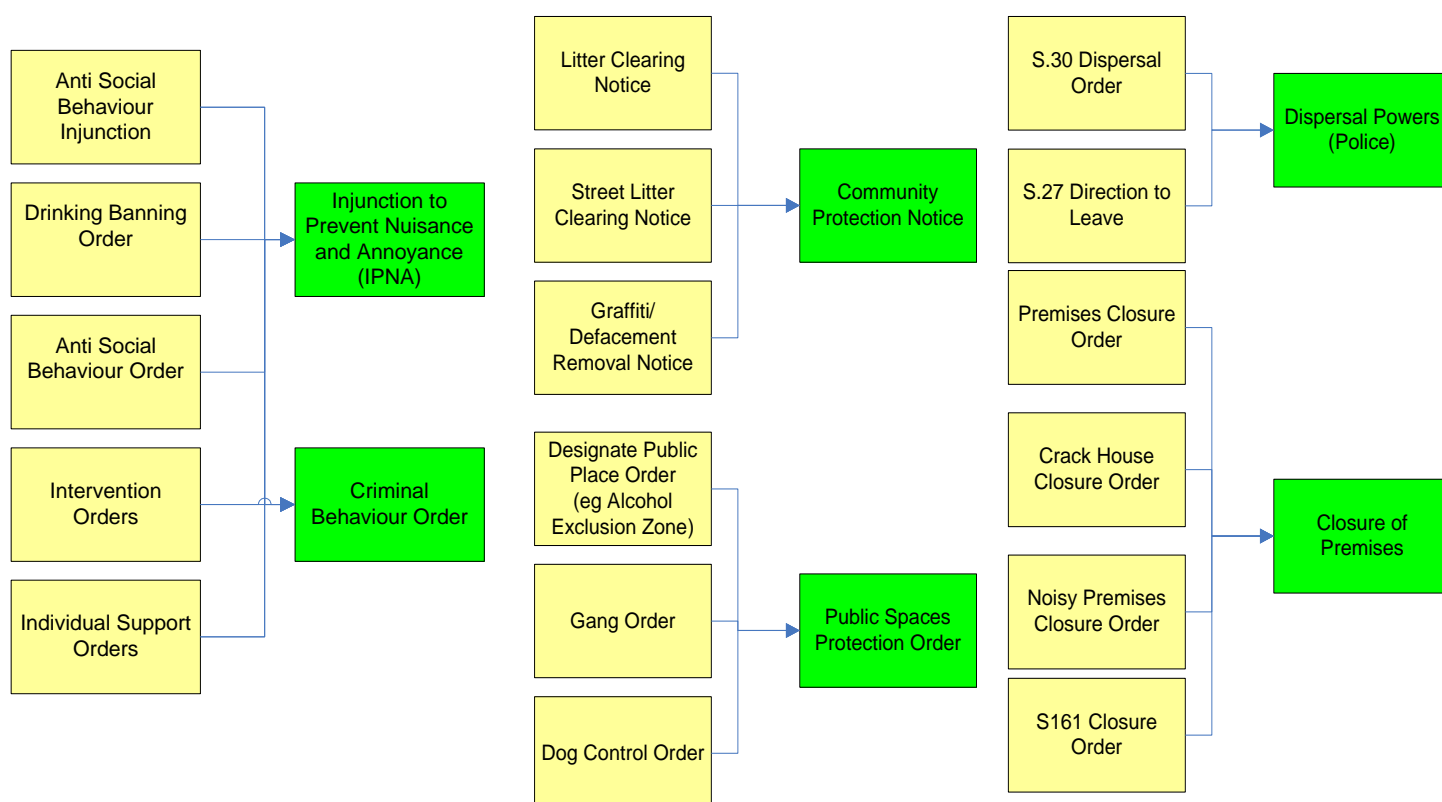 Anti Social
Behaviour
Injunction
Drinking Banning
Order
Anti Social
Behaviour Order
Intervention
Orders
Individual Support
Orders
Injunction to
Prevent Nuisance
and Annoyance
(IPNA)
Criminal
Behaviour Order
Litter Clearing
Notice
Street Litter
Clearing Notice
Graffiti/
Defacement
Removal Notice
Community
Protection Notice
Designate Public
Place Order
(eg Alcohol
Exclusion Zone)
Gang Order
Dog Control Order
Public Spaces
Protection Order
S.30 Dispersal
Order
S.27 Direction to
Leave
Dispersal Powers
(Police)
Premises Closure
Order
Crack House
Closure Order
Noisy Premises
Closure Order
S161 Closure
Order
Closure of
Premises